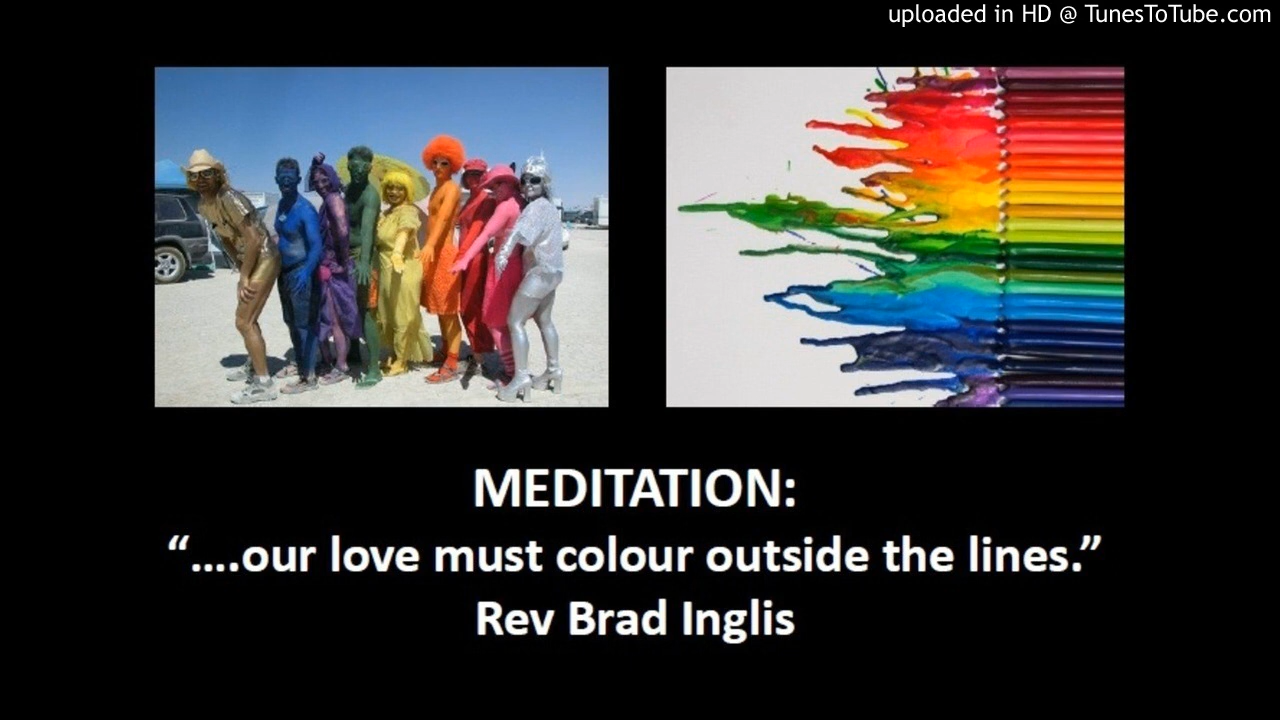 uploaded in HD @ TunesToTube.com
MEDITATION:
“….our love must colour outside the lines.”
Rev Brad Inglis